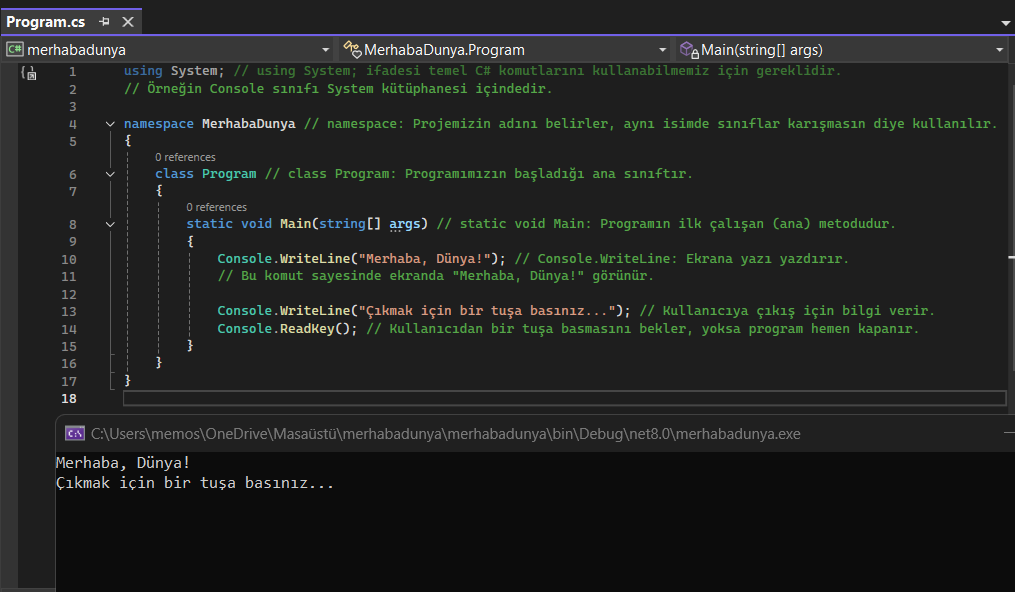 Program.cs
C# merhabadunya
MerhabaDunya.Program
Main(string[] args)
1 using System; // using System; ifadesi temel C# komutlarını kullanabilmemiz için gereklidir.
2 // Örneğin Console sınıfı System kütüphanesi içindedir.
3
4 namespace MerhabaDunya // namespace: Projemizin adını belirler, aynı isimde sınıflar karışmasın diye kullanılır.
5 {
0 references
6 class Program // class Program: Programımızın başladığı ana sınıftır.
7 {
0 references
8 static void Main(string[] args) // static void Main: Programın ilk çalışan (ana) metodudur.
9 {
10 Console.WriteLine("Merhaba, Dünya!"); // Console.WriteLine: Ekrana yazı yazdırır.
11 // Bu komut sayesinde ekranda "Merhaba, Dünya!" görünür.
12
13 Console.WriteLine("Çıkmak için bir tuşa basınız..."); // Kullanıcıya çıkış için bilgi verir.
14 Console.ReadKey(); // Kullanıcıdan bir tuşa basmasını bekler, yoksa program hemen kapanır.
15 }
16 }
17 }
18
C:\Users\memos\OneDrive\Masaüstü\merhabadunya\merhabadunya\bin\Debug\net8.0\merhabadunya.exe
Merhaba, Dünya!
Çıkmak için bir tuşa basınız...